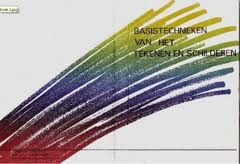 BASISTECHNIEKEN
VAN HET
TEKENEN EN SCHILDEREN